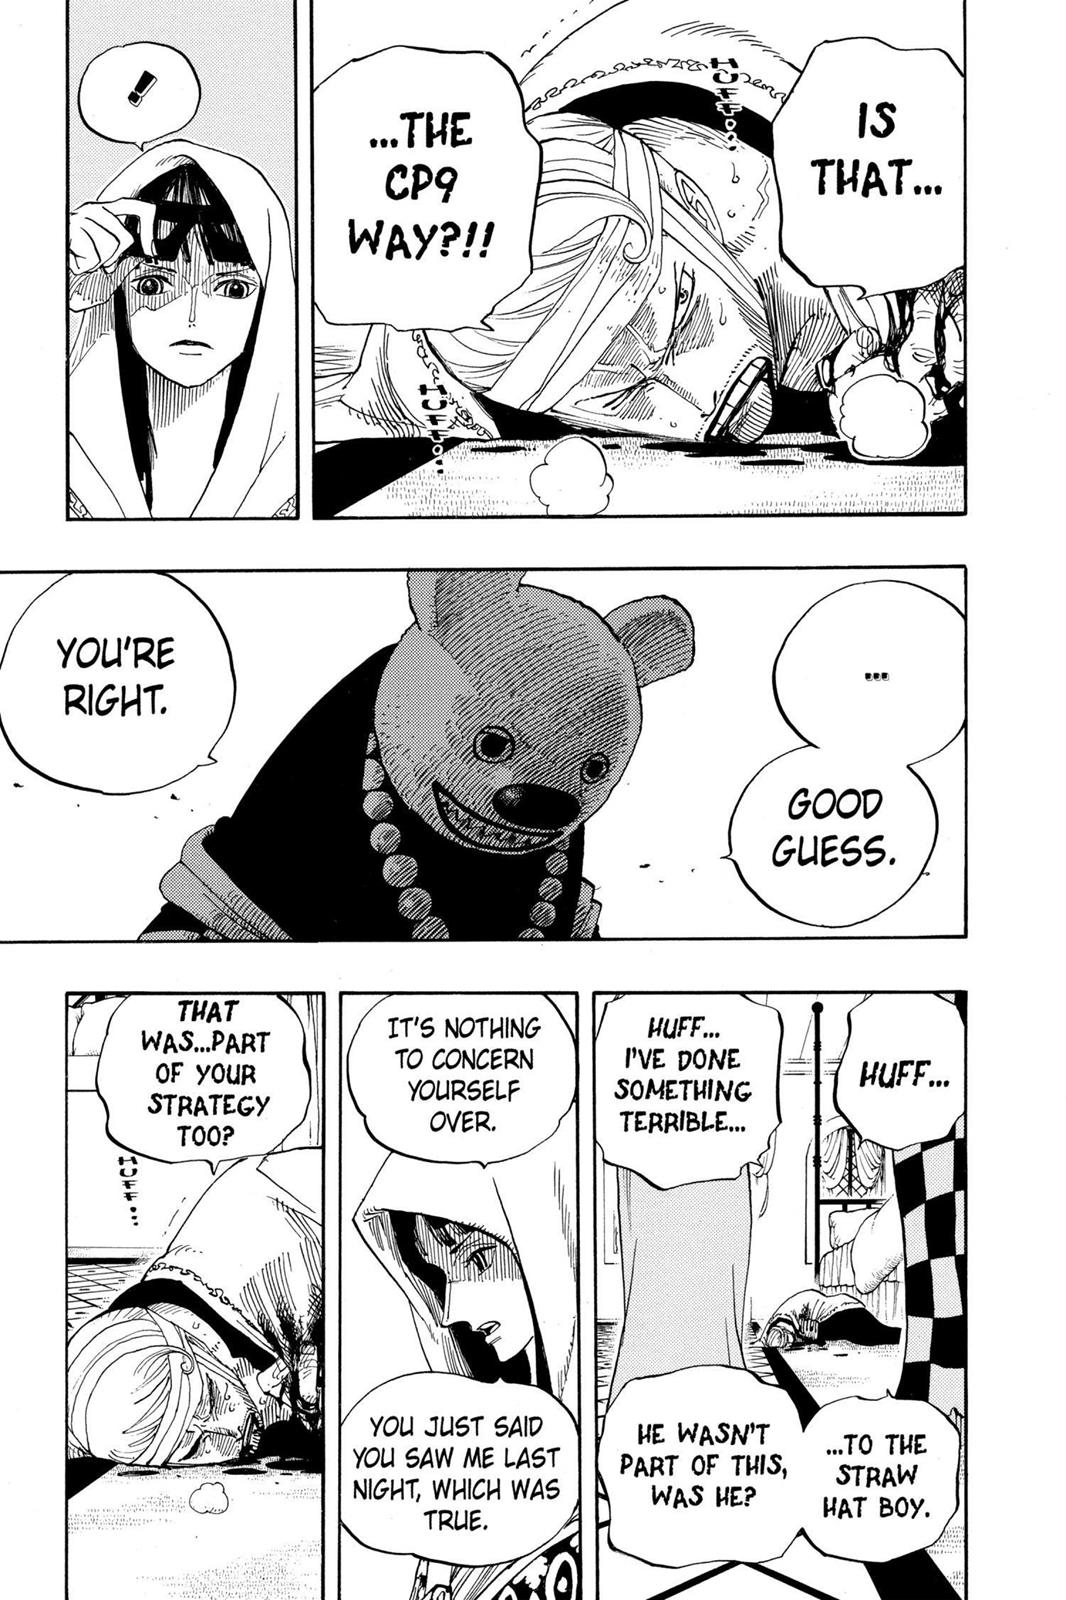 IS
THAT...
HUFF...
...THE
CP9
WAY?!!
HUFF...
!
...
GOOD
GUESS.
YOU'RE
RIGHT.
HUFF...
HUFF...
I'VE DONE
SOMETHING
TERRIBLE...
...TO THE
STRAW
HAT BOY.
HE WASN'T
PART OF THIS,
WAS HE?
IT'S NOTHING
TO CONCERN
YOURSELF
OVER.
YOU JUST SAID
YOU SAW ME LAST
NIGHT, WHICH WAS
TRUE.
THAT
WAS...PART
OF YOUR
STRATEGY
TOO?
HUFF...